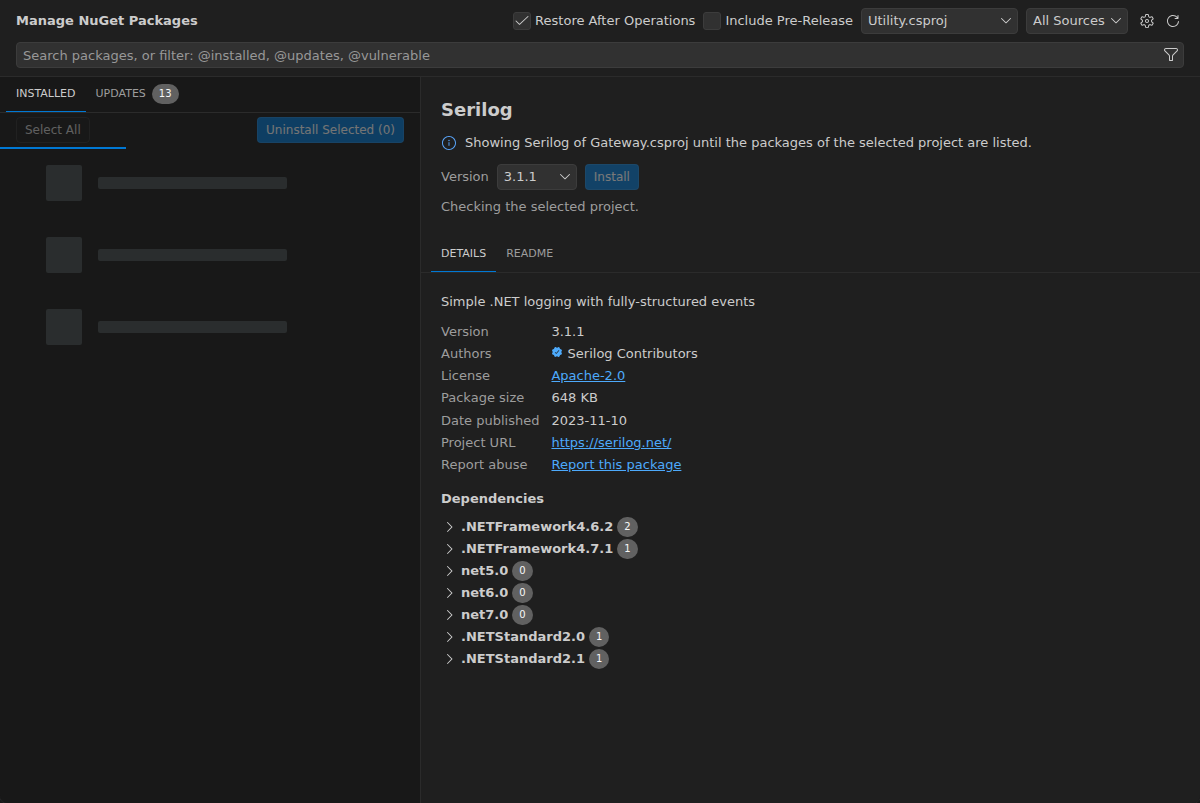 Manage NuGet Packages
Restore After Operations
Include Pre-Release
Utility.csproj
All Sources
Search packages, or filter: @installed, @updates, @vulnerable
INSTALLED
UPDATES 13
Select All
Uninstall Selected (0)
Serilog
Showing Serilog of Gateway.csproj until the packages of the selected project are listed.
Version 3.1.1 Install
Checking the selected project.
DETAILS README
Simple .NET logging with fully-structured events
Version 3.1.1
Authors Serilog Contributors
License Apache-2.0
Package size 648 KB
Date published 2023-11-10
Project URL https://serilog.net/
Report abuse Report this package
Dependencies
.NETFramework4.6.2 2
.NETFramework4.7.1 1
net5.0 0
net6.0 0
net7.0 0
.NETStandard2.0 1
.NETStandard2.1 1